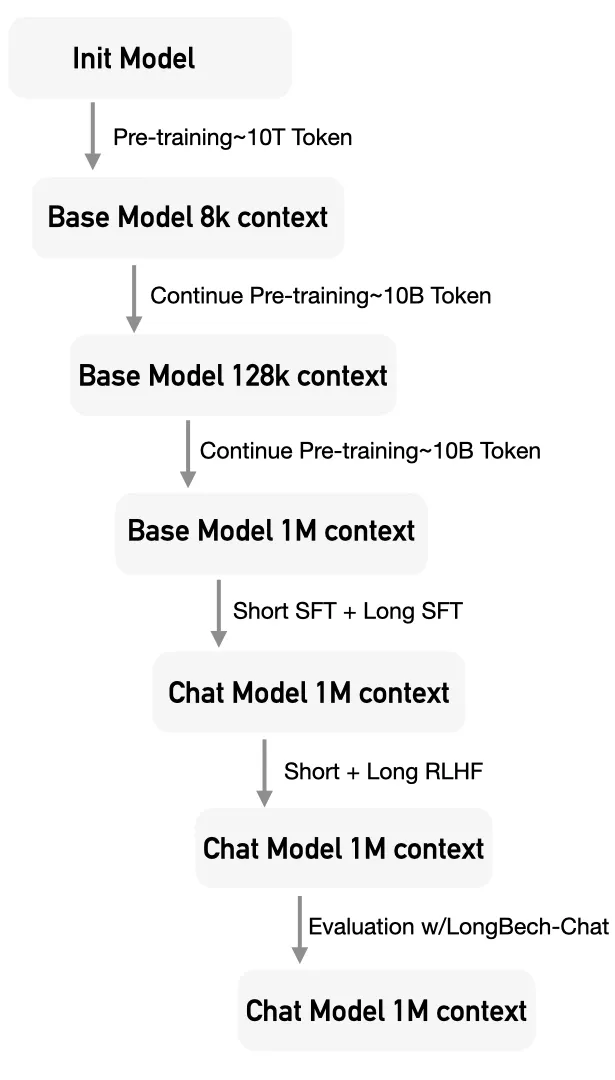 Init Model
Pre-training~10T Token
Base Model 8k context
Continue Pre-training~10B Token
Base Model 128k context
Continue Pre-training~10B Token
Base Model 1M context
Short SFT + Long SFT
Chat Model 1M context
Short + Long RLHF
Chat Model 1M context
Evaluation w/LongBech-Chat
Chat Model 1M context